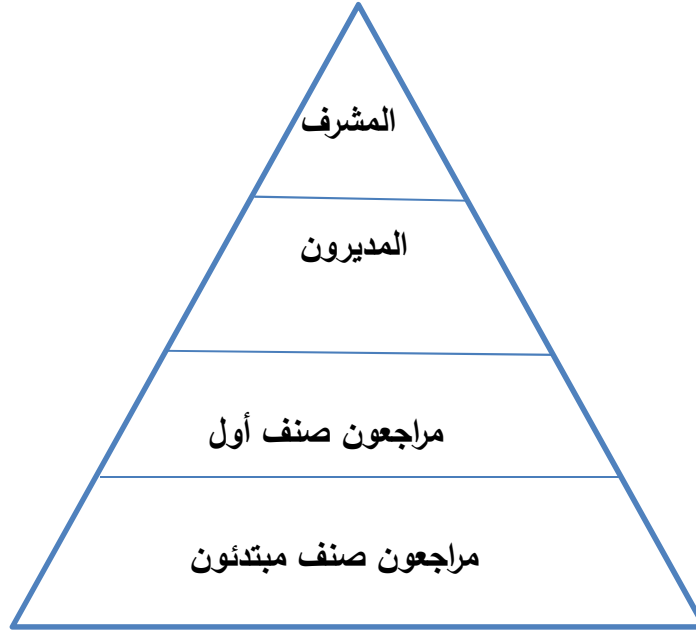 المشرف
المديرون
مراجعون صنف أول
مراجعون صنف مبتدئون